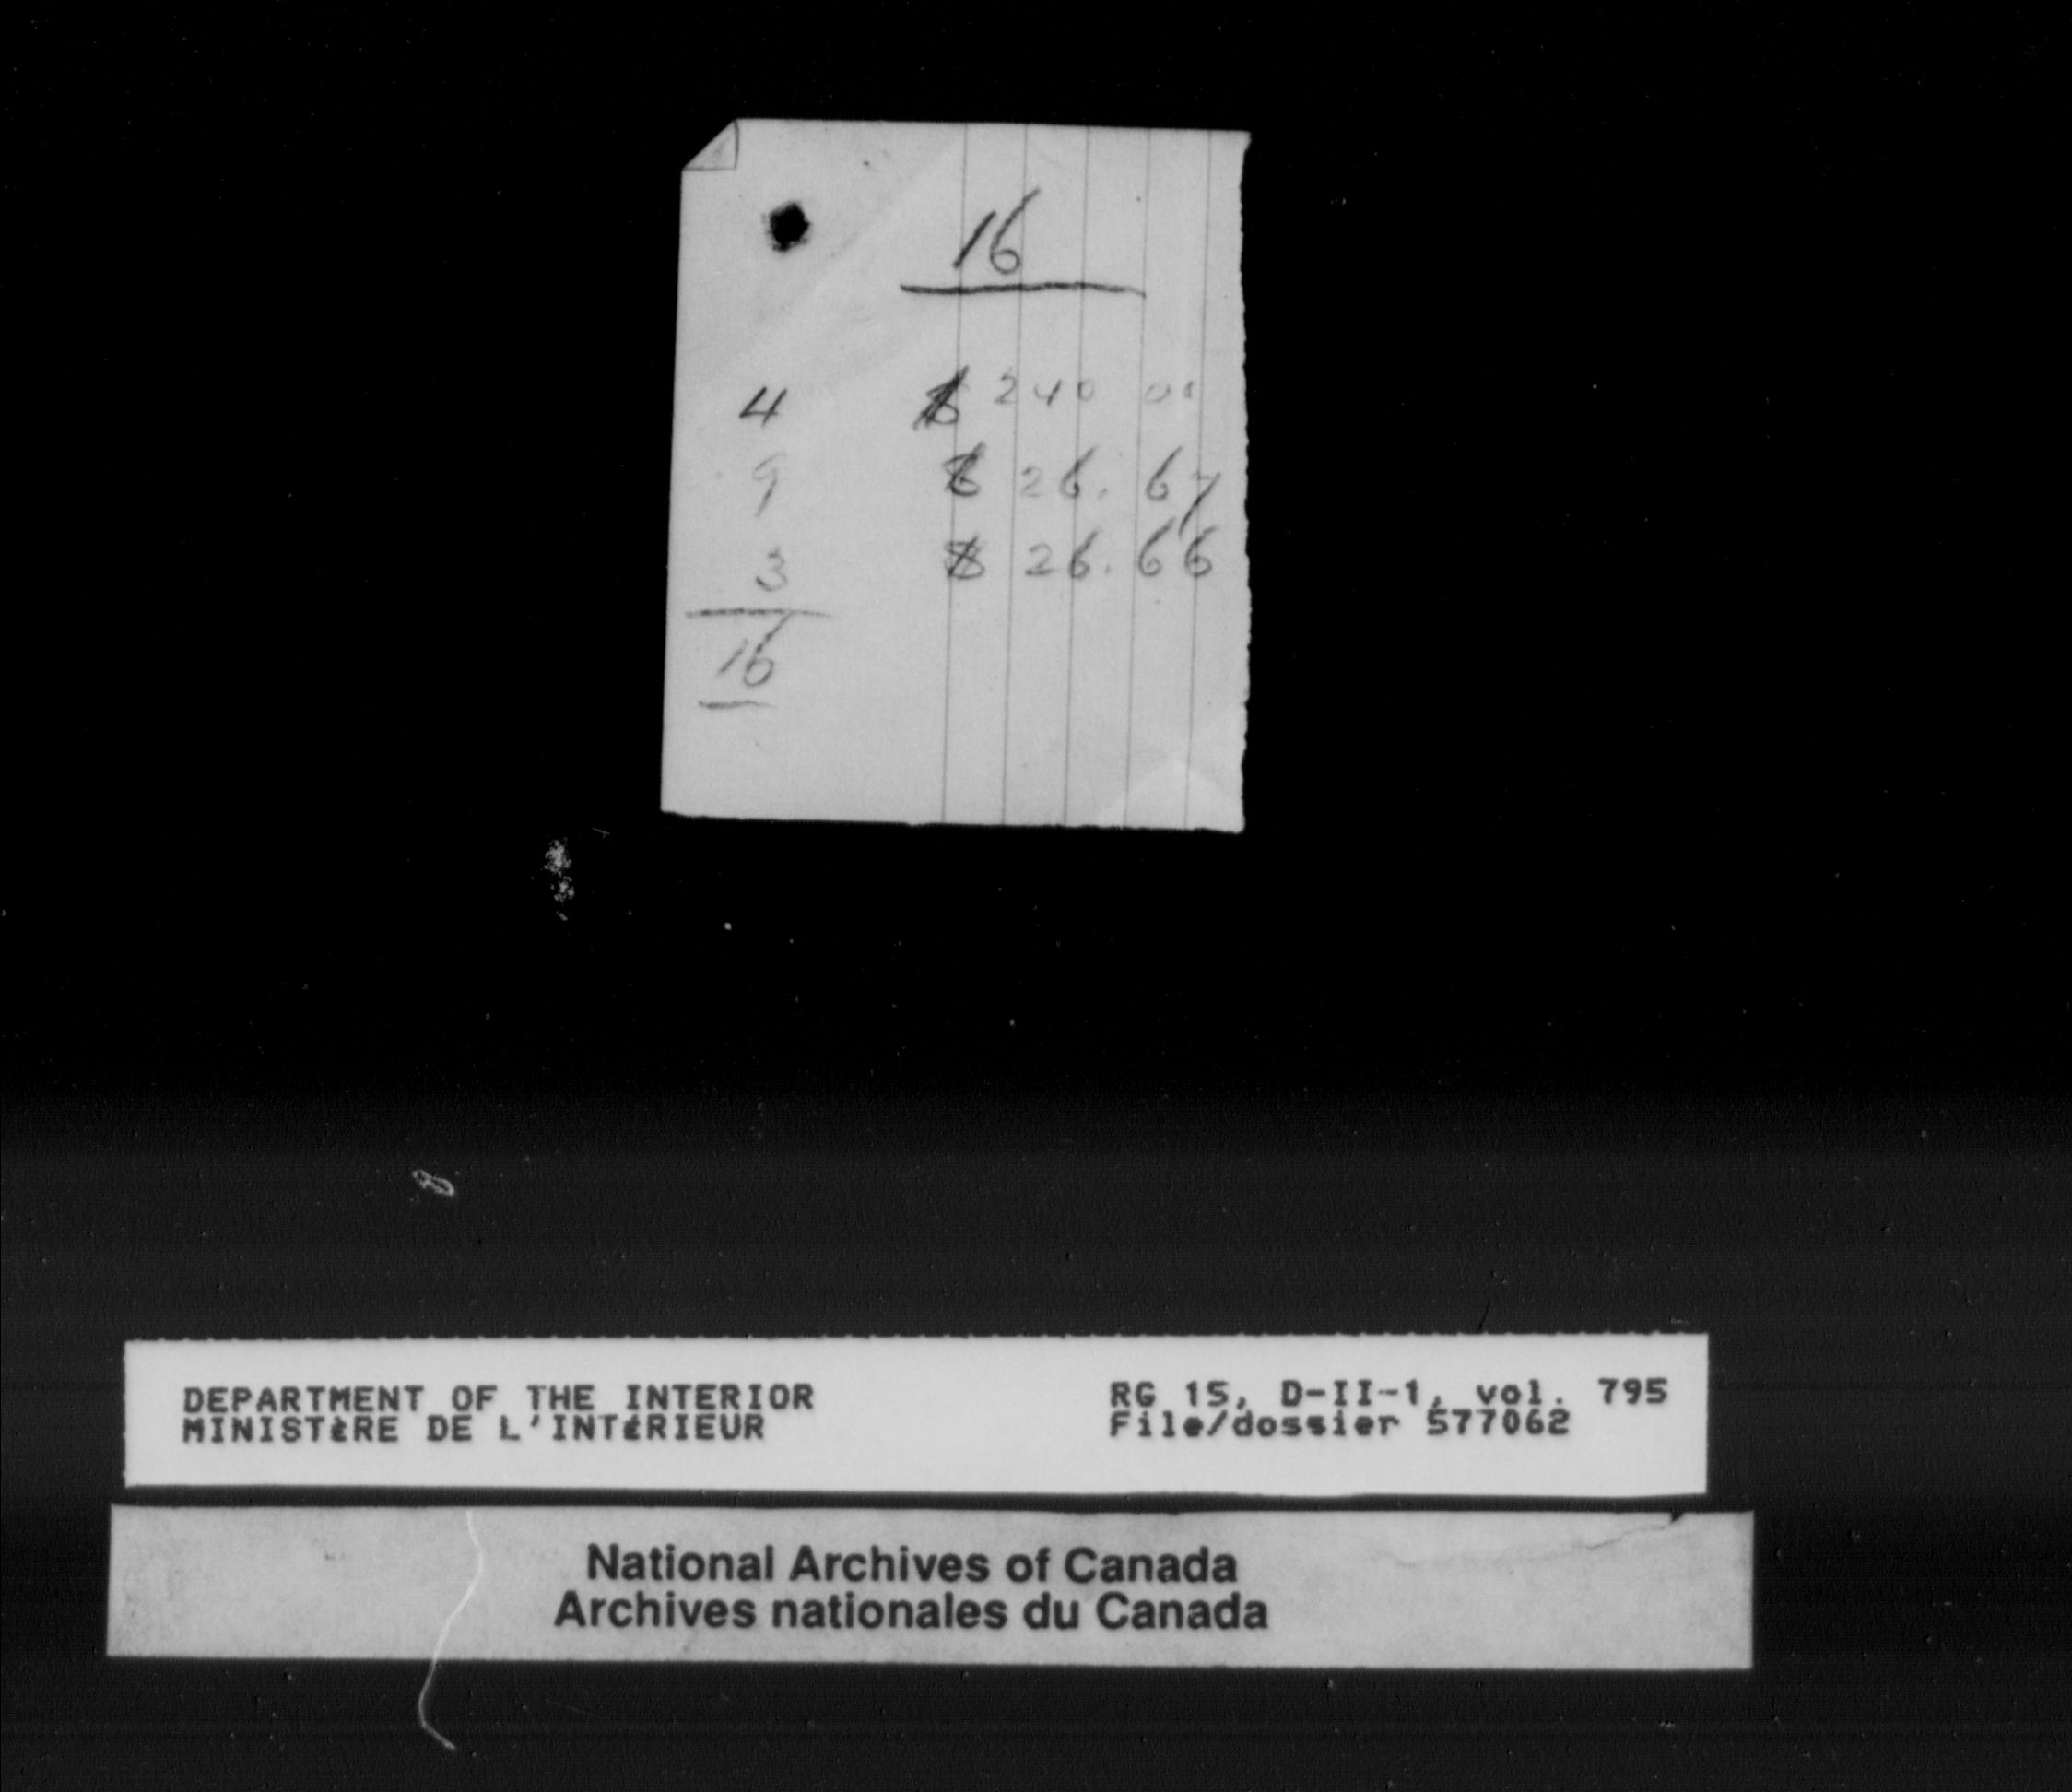 16
4 $ 240 00
9 $ 26. 67
3 $ 26. 66
16
DEPARTMENT OF THE INTERIOR RG 15, D-II-1, vol. 795
MINISTÈRE DE L'INTÉRIEUR File/dossier 577062
National Archives of Canada
Archives nationales du Canada